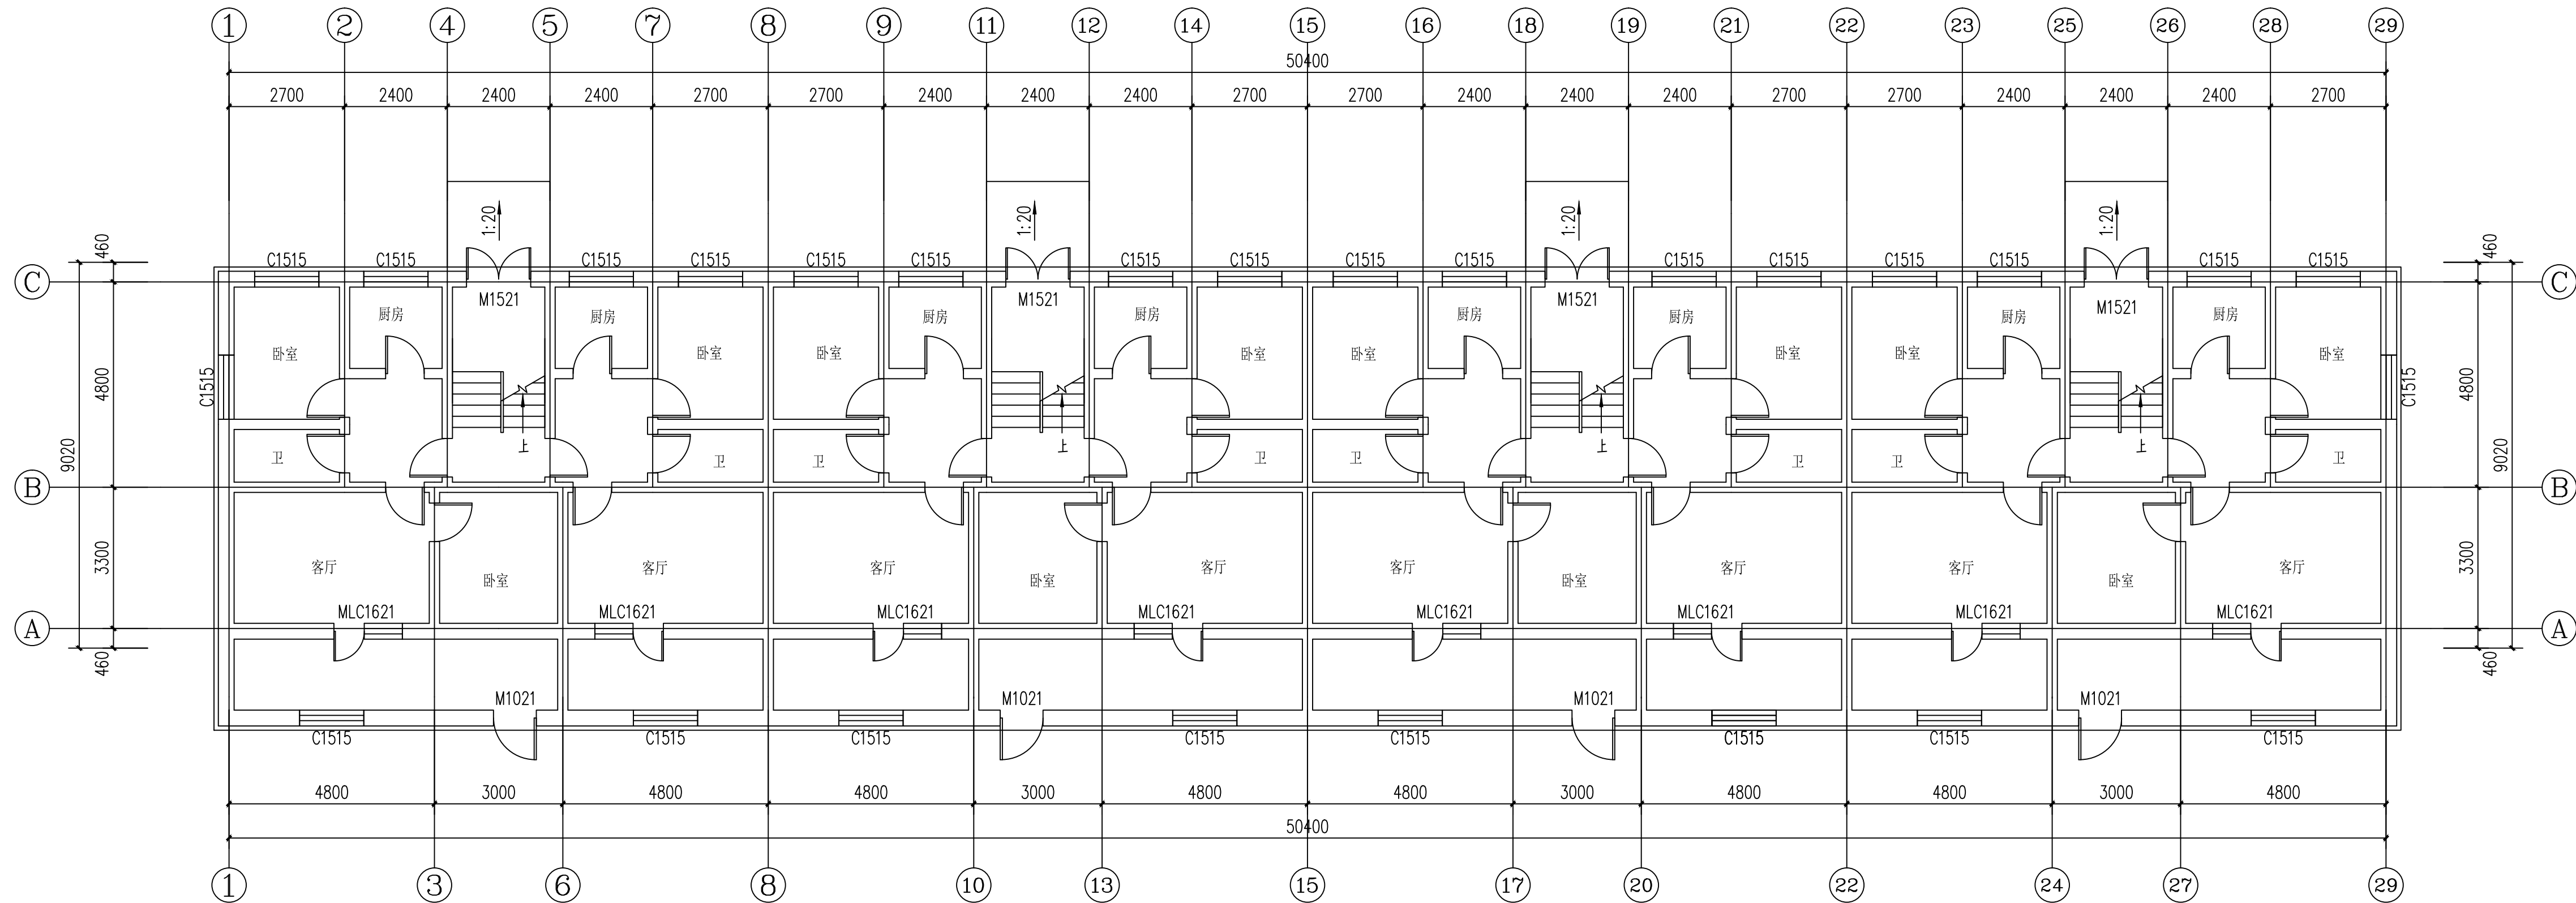 1 2 4 5 7 8 9 11 12 14 15 16 18 19 21 22 23 25 26 28 29
50400
2700 2400 2400 2400 2700 2700 2400 2400 2400 2700 2700 2400 2400 2400 2700 2700 2400 2400 2400 2700
1:20 1:20 1:20 1:20
460 C1515 C1515 C1515 C1515 C1515 C1515 C1515 C1515 C1515 C1515 C1515 C1515 C1515 C1515 C1515 C1515 460
C C
M1521 M1521 M1521 M1521
厨房 厨房 厨房 厨房 厨房 厨房 厨房 厨房
卧室 卧室 卧室 卧室 卧室 卧室 卧室 卧室
4800 C1515 C1515 4800
9020 上 上 上 上 9020
卫 卫 卫 卫 卫 卫 卫 卫
B B
3300 客厅 客厅 客厅 客厅 客厅 客厅 客厅 客厅 3300
卧室 卧室 卧室 卧室
MLC1621 MLC1621 MLC1621 MLC1621 MLC1621 MLC1621 MLC1621 MLC1621
A A
460 460
M1021 M1021 M1021 M1021
C1515 C1515 C1515 C1515 C1515 C1515 C1515 C1515
4800 3000 4800 4800 3000 4800 4800 3000 4800 4800 3000 4800
50400
1 3 6 8 10 13 15 17 20 22 24 27 29